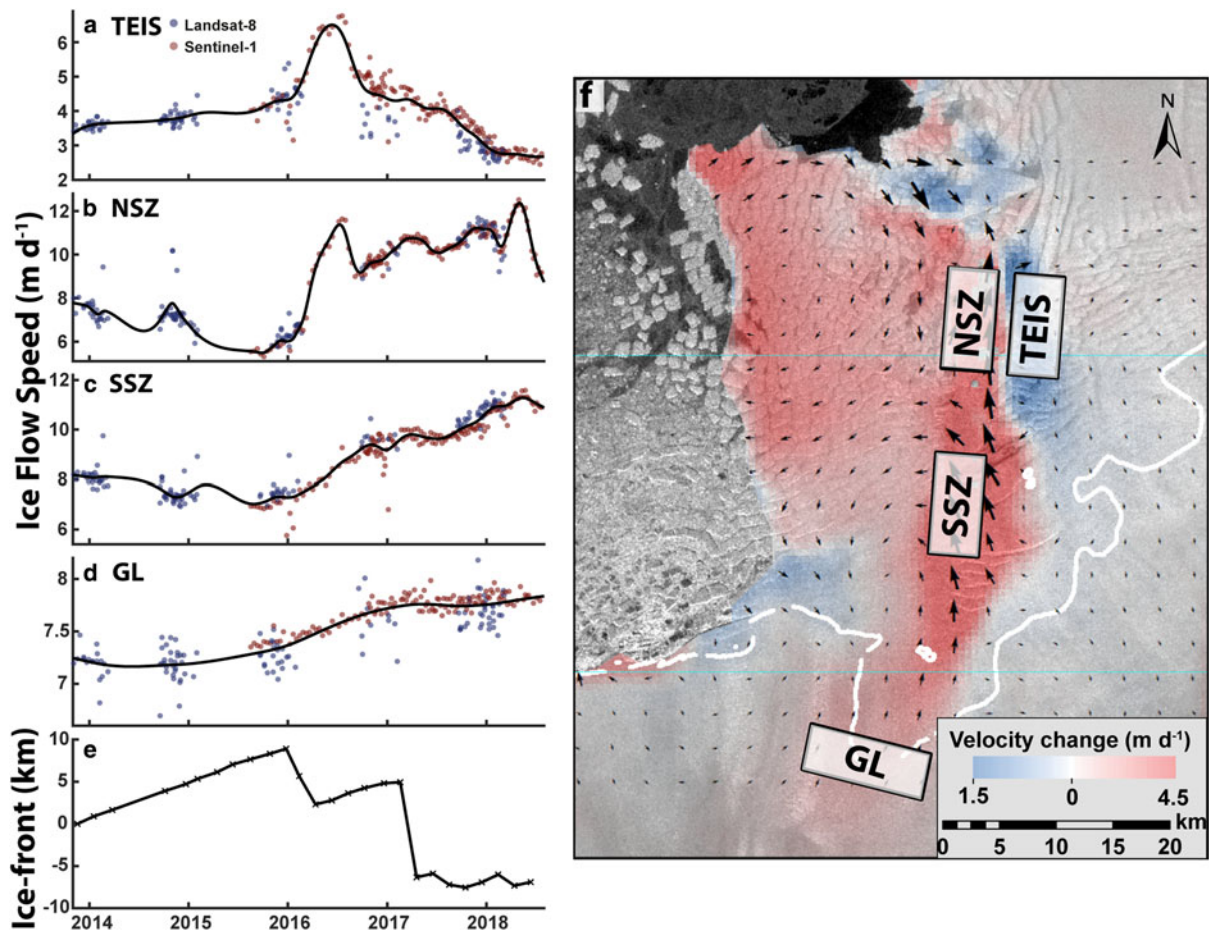 a TEIS
Landsat-8
Sentinel-1
6
5
4
3
2
b NSZ
12
10
8
6
c SSZ
12
10
8
6
d GL
8
7.5
7
e
10
5
0
-5
-10
Ice Flow Speed (m d-1)
Ice-front (km)
2014 2015 2016 2017 2018
f
N
NSZ
TEIS
SSZ
GL
Velocity change (m d-1)
1.5 0 4.5
km
0 5 10 15 20